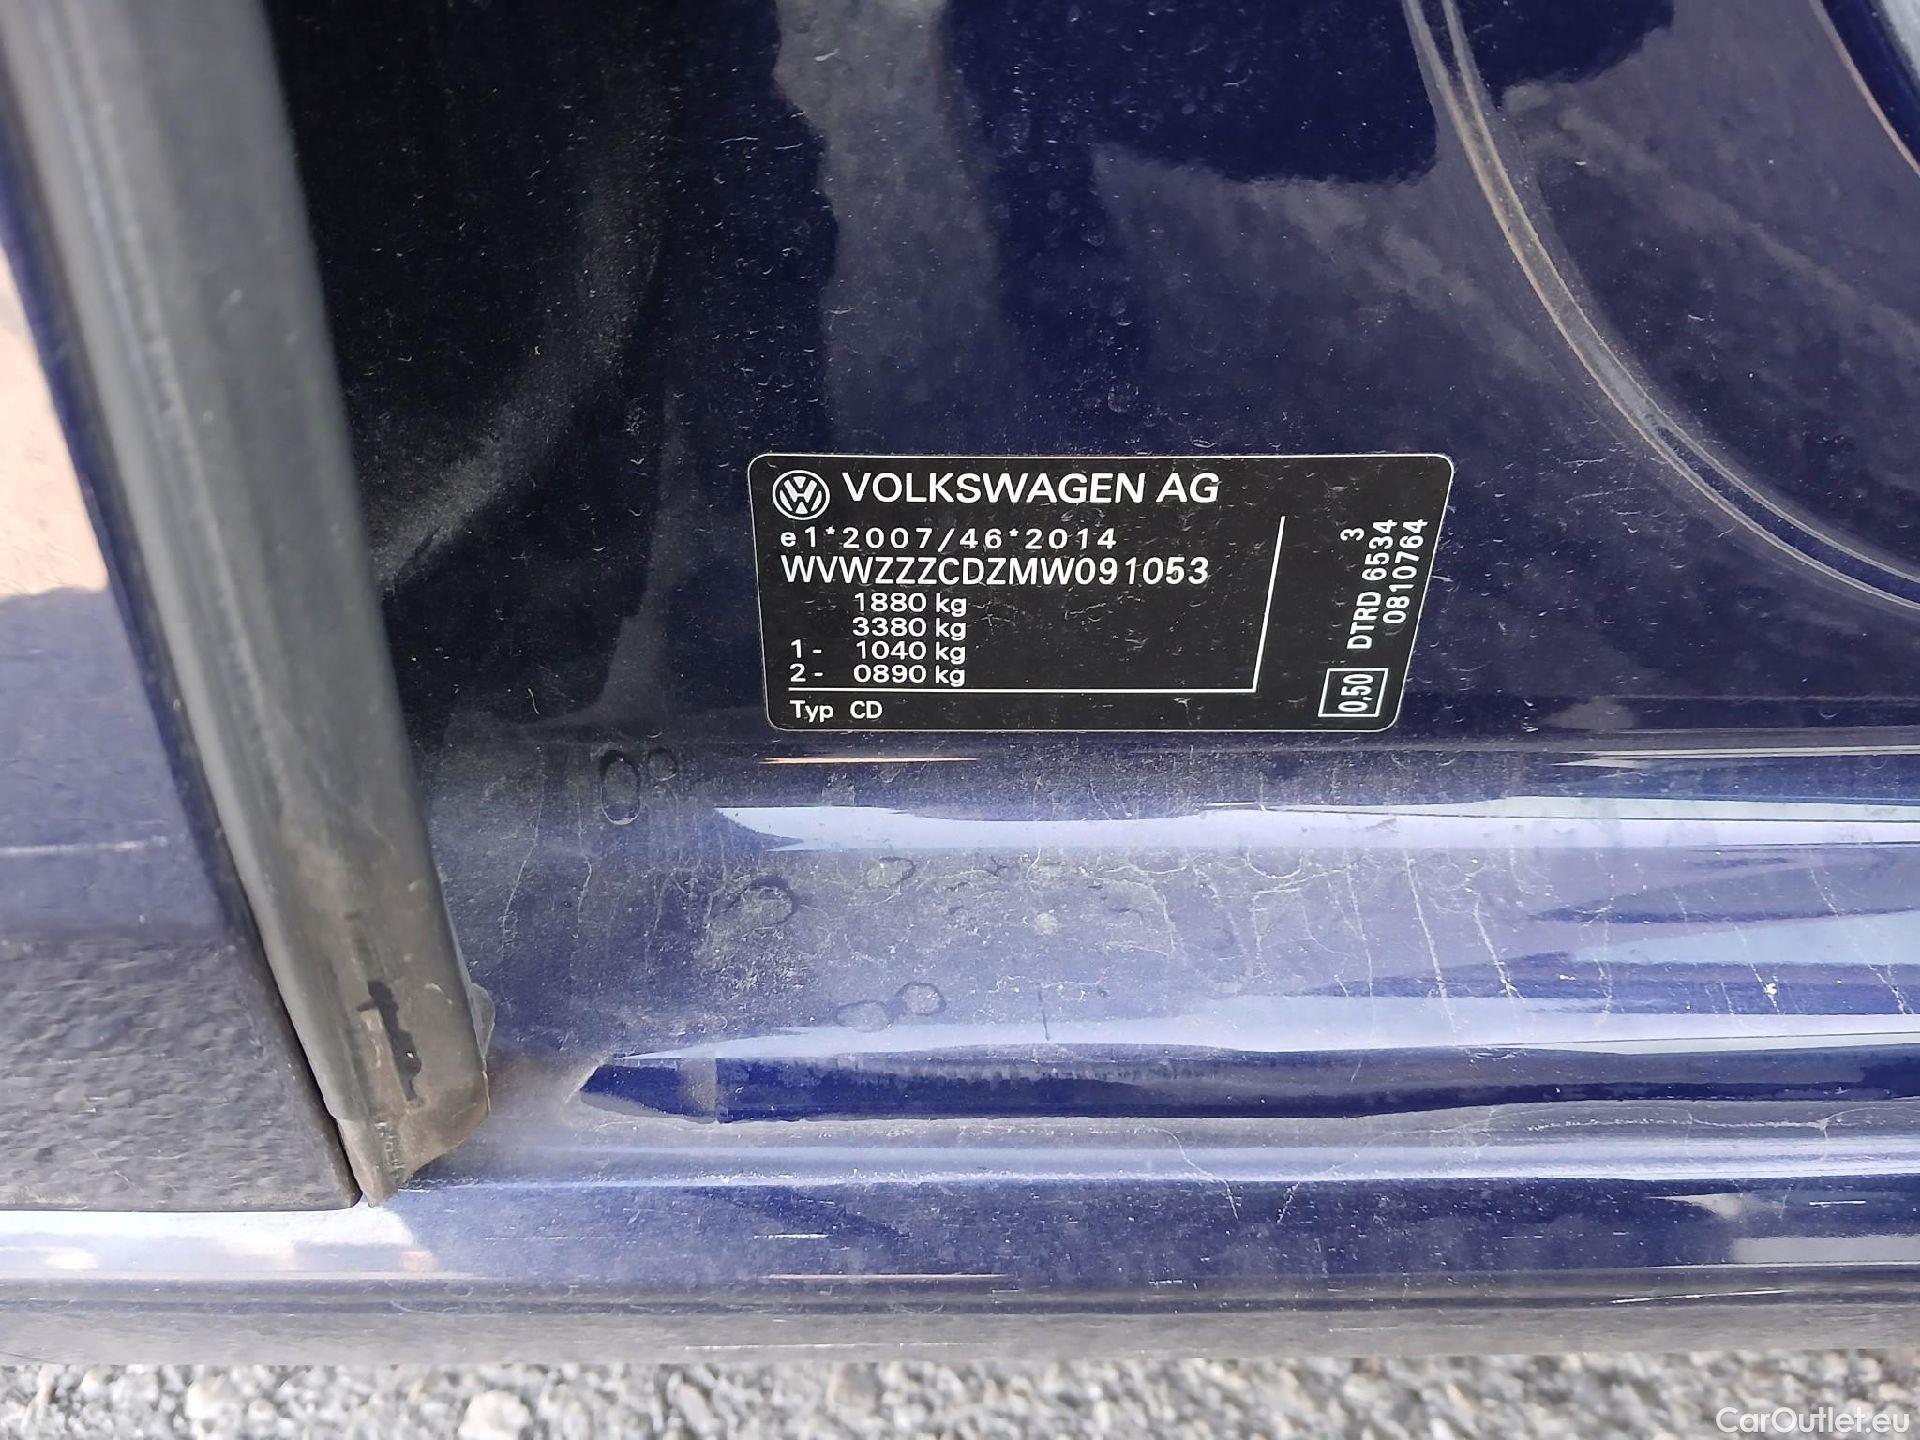 VOLKSWAGEN AG
e1*2007/46*2014
WVWZZZCDZMW091053
1880 kg
3380 kg
1- 1040 kg
2- 0890 kg
Typ CD
3
DTRD 6534
0810764
0,50
CarOutlet.eu